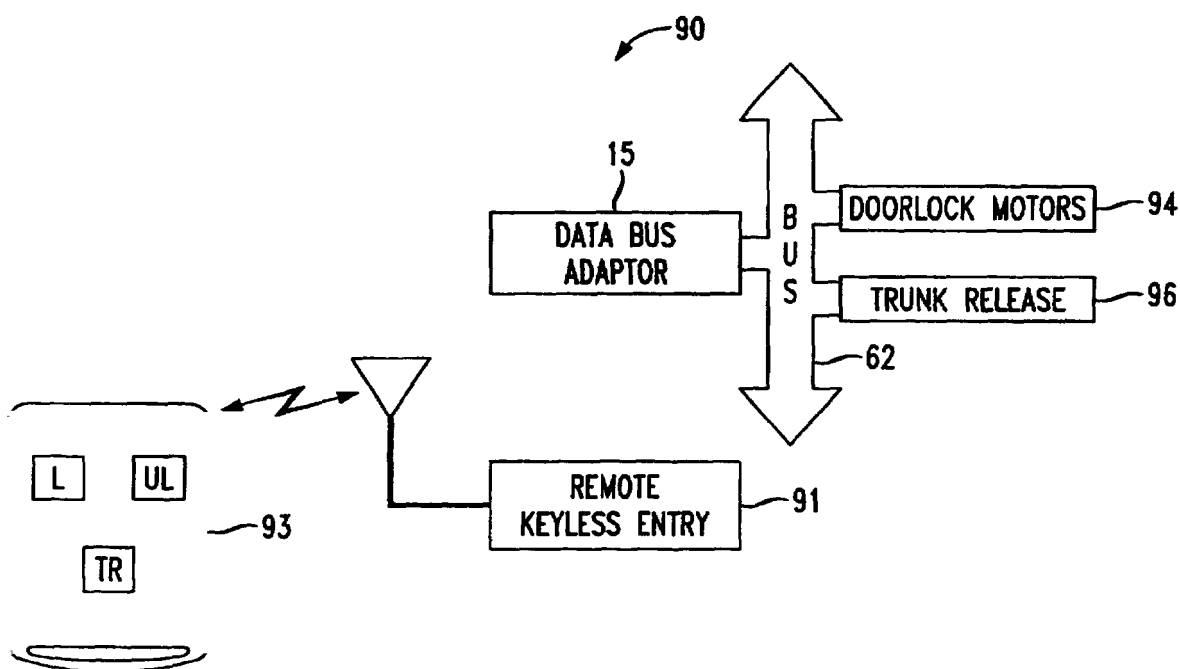 90
15
DATA BUS
ADAPTOR
BUS
DOORLOCK MOTORS
94
TRUNK RELEASE
96
62
L
UL
93
TR
REMOTE
KEYLESS ENTRY
91